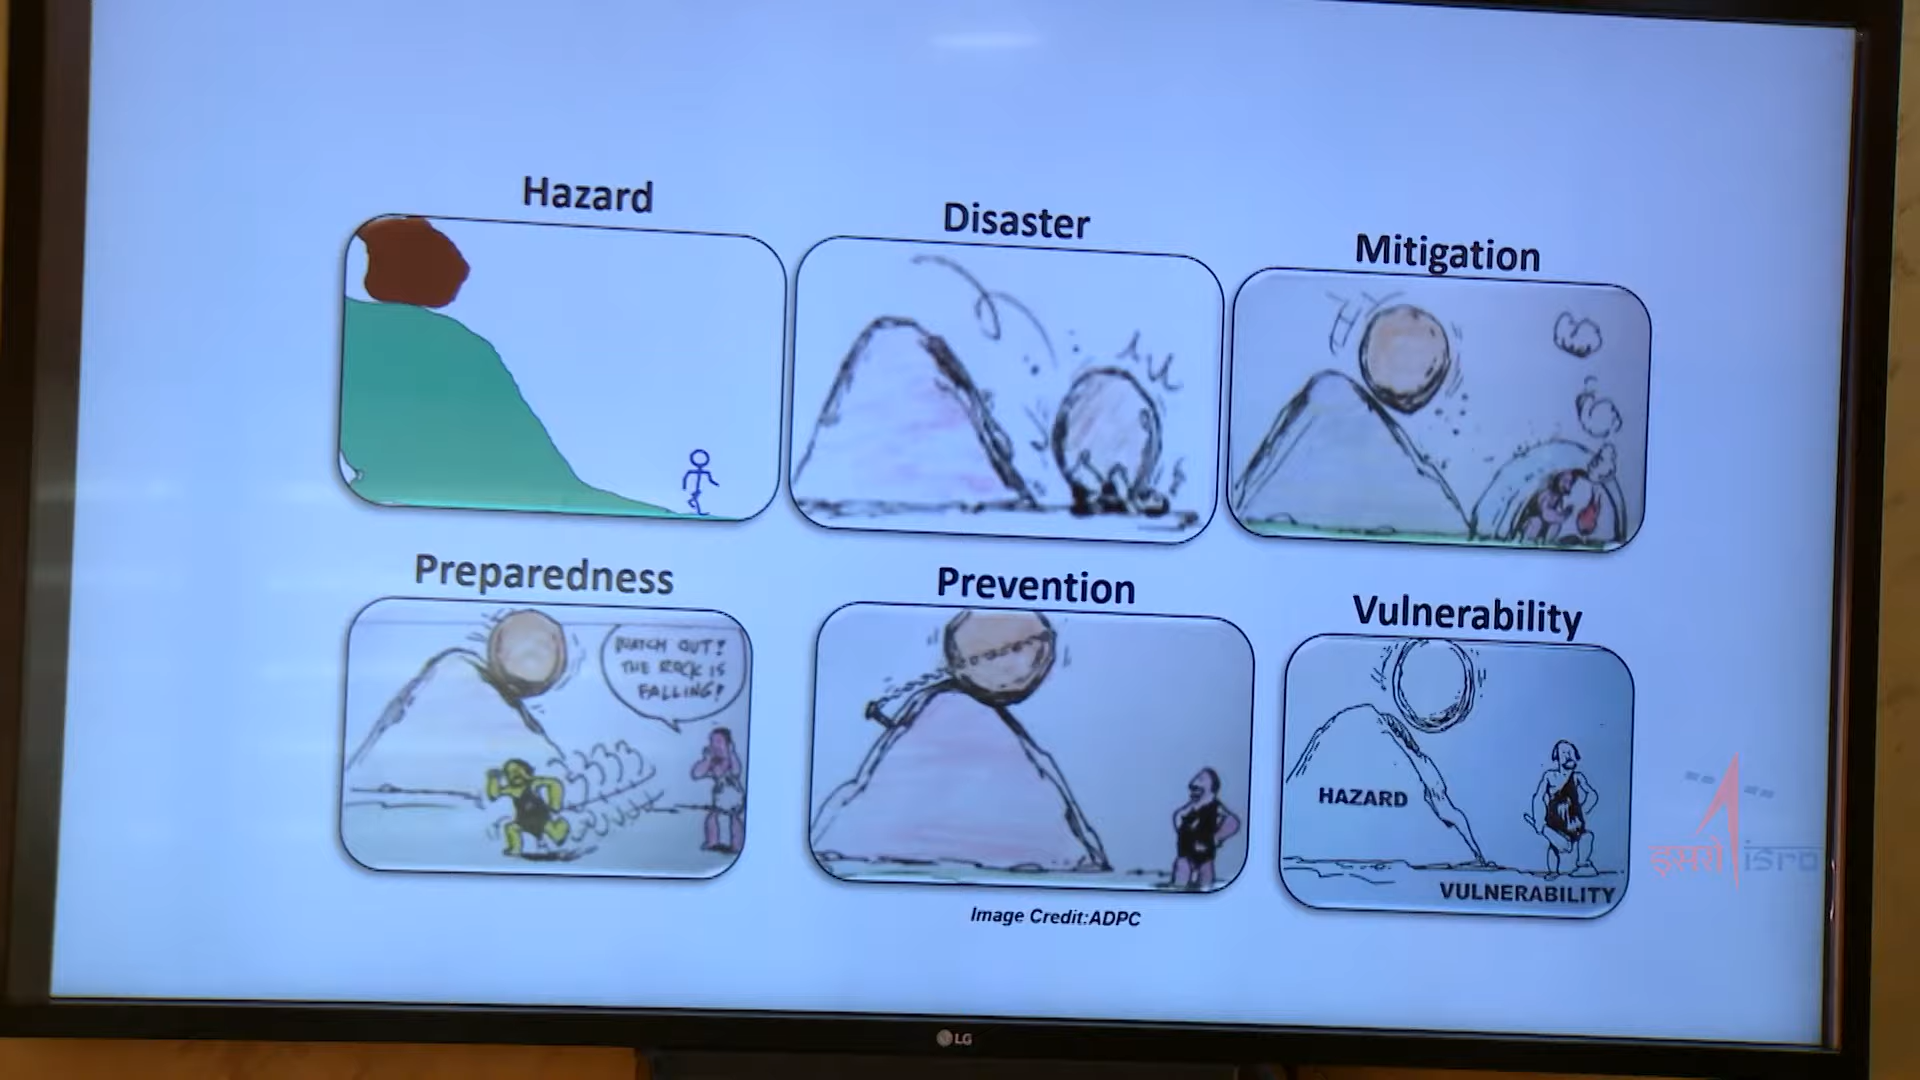 Hazard
Disaster
Mitigation
Preparedness
Prevention
Vulnerability
WATCH OUT!
THE ROCK IS
FALLING!
HAZARD
VULNERABILITY
Image Credit:ADPC
इसरो isro
LG